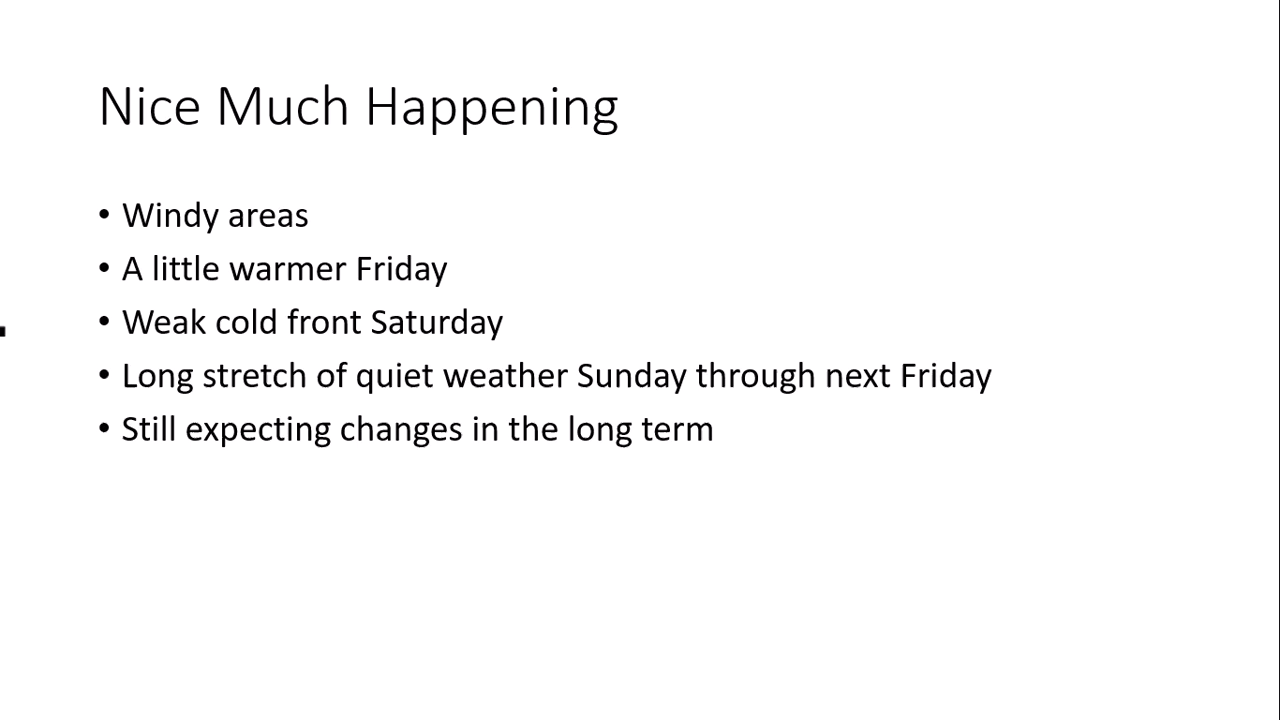 Nice Much Happening
• Windy areas
• A little warmer Friday
• Weak cold front Saturday
• Long stretch of quiet weather Sunday through next Friday
• Still expecting changes in the long term